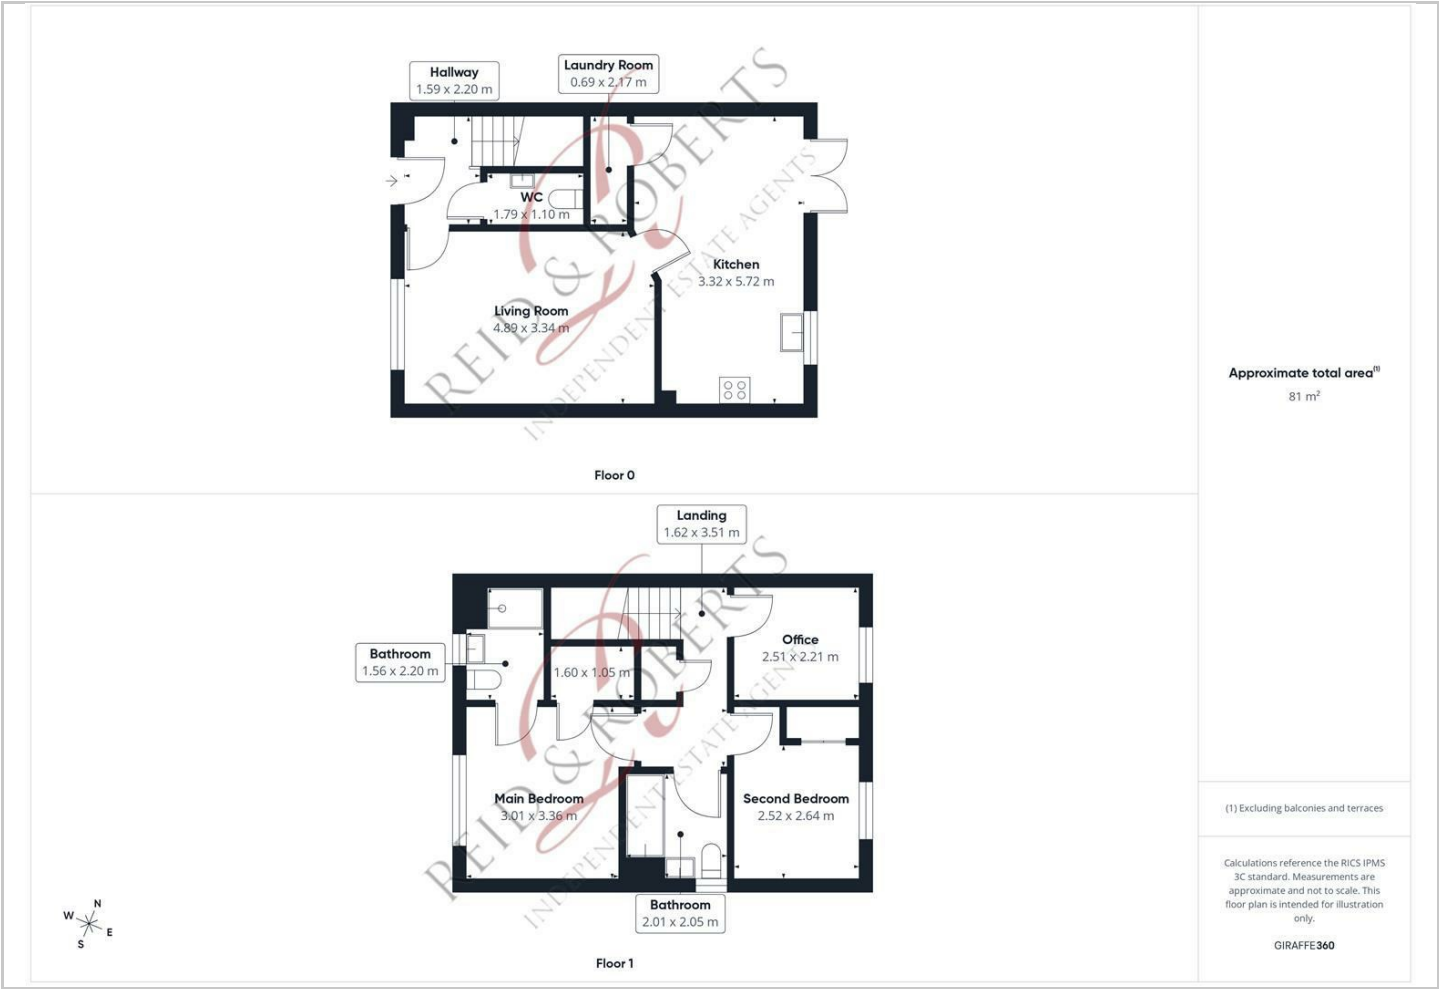 Hallway
1.59 x 2.20 m
Laundry Room
0.69 x 2.17 m
WC
1.79 x 1.10 m
Kitchen
3.32 x 5.72 m
Living Room
4.89 x 3.34 m
REID & ROBERTS
INDEPENDENT ESTATE AGENTS
Floor 0
Approximate total area(1)
81 m²
Landing
1.62 x 3.51 m
Office
2.51 x 2.21 m
Bathroom
1.56 x 2.20 m
1.60 x 1.05 m
Main Bedroom
3.01 x 3.36 m
Second Bedroom
2.52 x 2.64 m
Bathroom
2.01 x 2.05 m
REID & ROBERTS
INDEPENDENT ESTATE AGENTS
N
W
E
S
Floor 1
(1) Excluding balconies and terraces
Calculations reference the RICS IPMS
3C standard. Measurements are
approximate and not to scale. This
floor plan is intended for illustration
only.
GIRAFFE360